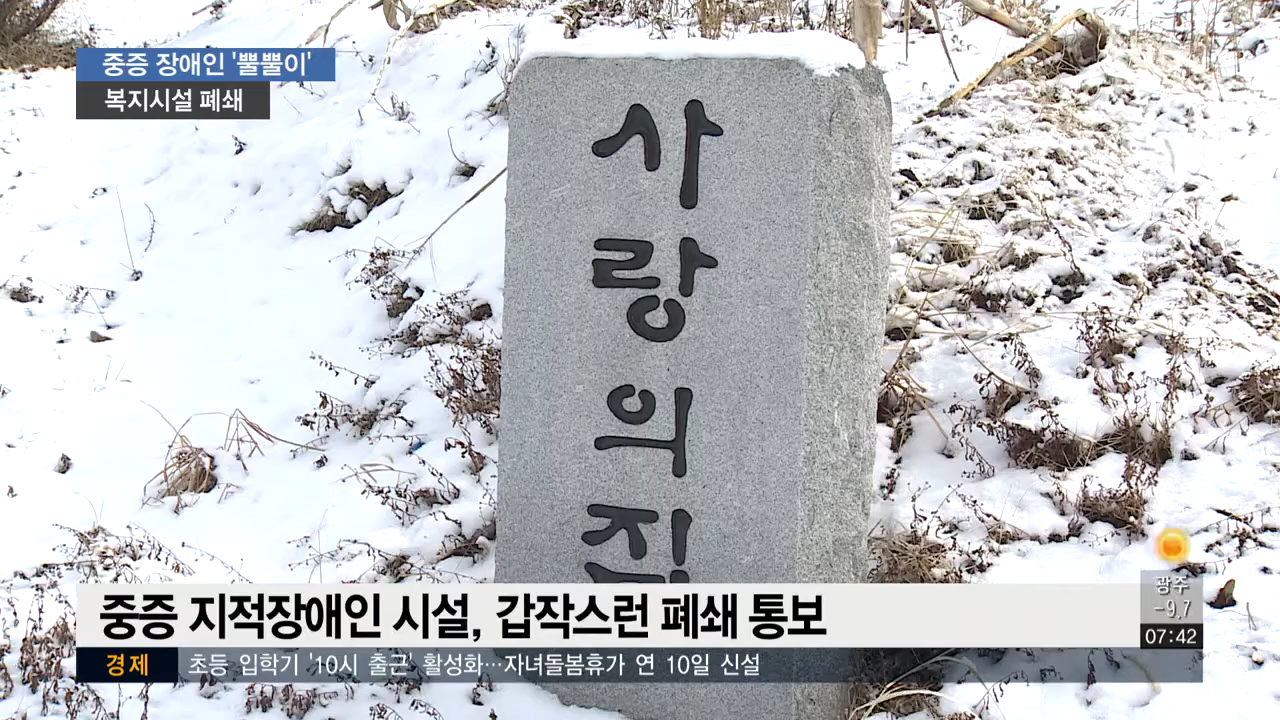 중증 장애인 '뿔뿔이'
복지시설 폐쇄
사랑의집
중증 지적장애인 시설, 갑작스런 폐쇄 통보
광주
-9.7
07:42
경제 초등 입학기 '10시 출근' 활성화…자녀돌봄휴가 연 10일 신설